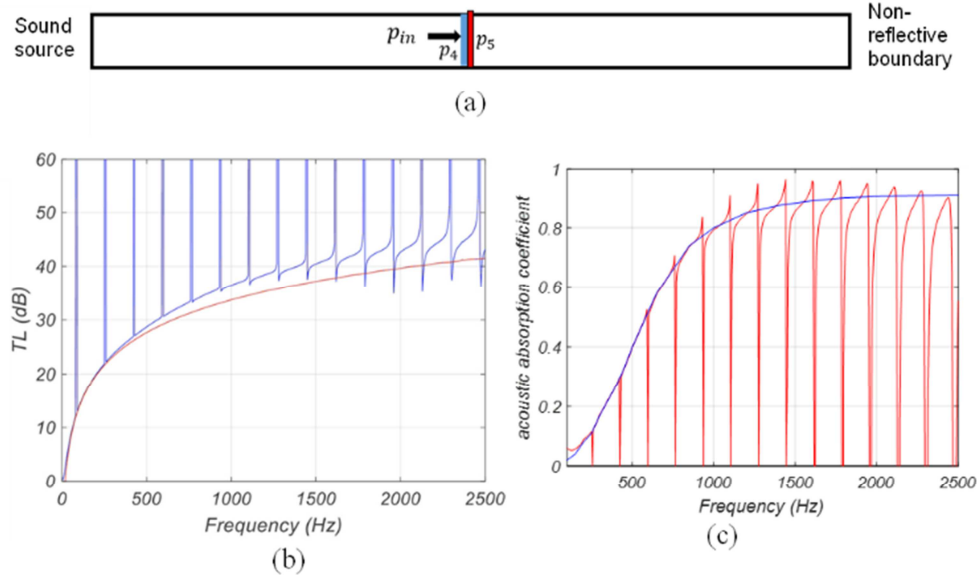 Sound
source
p_in
p_4
p_5
Non-
reflective
boundary
(a)
TL (dB)
60
50
40
30
20
10
0
0 500 1000 1500 2000 2500
Frequency (Hz)
(b)
acoustic absorption coefficient
1
0.8
0.6
0.4
0.2
0
500 1000 1500 2000 2500
Frequency (Hz)
(c)